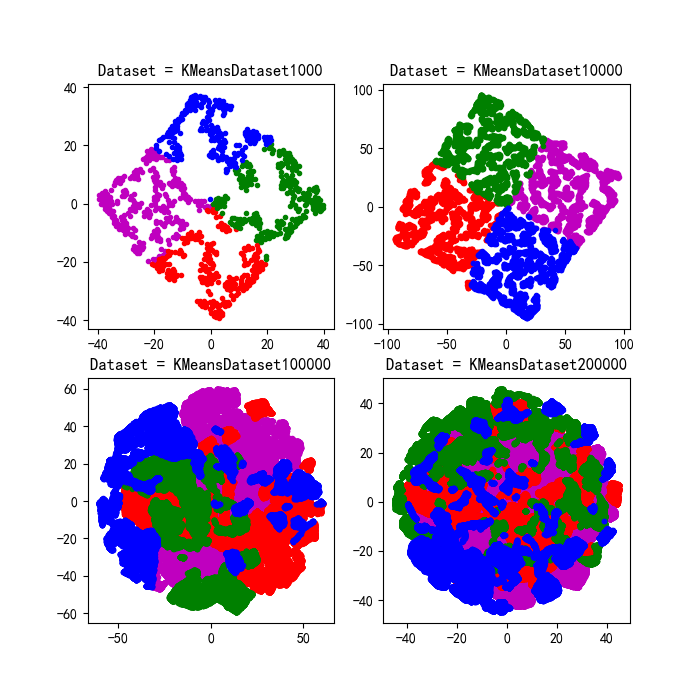 Dataset = KMeansDataset1000
40
20
0
−20
−40
−40 −20 0 20 40
Dataset = KMeansDataset10000
100
50
0
−50
−100
−100 −50 0 50 100
Dataset = KMeansDataset100000
60
40
20
0
−20
−40
−60
−50 0 50
Dataset = KMeansDataset200000
40
20
0
−20
−40
−40 −20 0 20 40